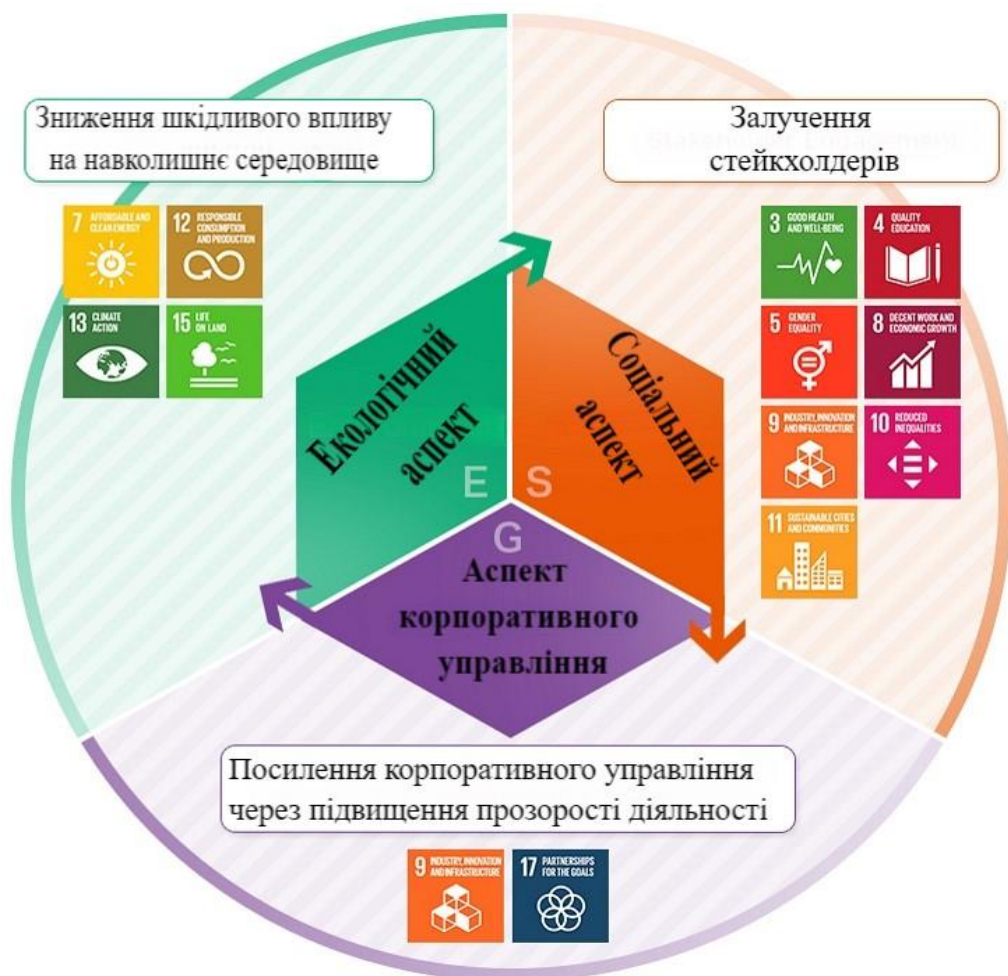 Зниження шкідливого впливу
на навколишнє середовище
Залучення
стейкхолдерів
7 AFFORDABLE AND
CLEAN ENERGY
12 RESPONSIBLE
CONSUMPTION
AND PRODUCTION
13 CLIMATE
ACTION
15 LIFE
ON LAND
3 GOOD HEALTH
AND WELL-BEING
4 QUALITY
EDUCATION
5 GENDER
EQUALITY
8 DECENT WORK AND
ECONOMIC GROWTH
9 INDUSTRY, INNOVATION
AND INFRASTRUCTURE
10 REDUCED
INEQUALITIES
11 SUSTAINABLE CITIES
AND COMMUNITIES
Екологічний
аспект
E
Соціальний
аспект
S
G
Аспект
корпоративного
управління
Посилення корпоративного управління
через підвищення прозорості діяльності
9 INDUSTRY, INNOVATION
AND INFRASTRUCTURE
17 PARTNERSHIPS
FOR THE GOALS